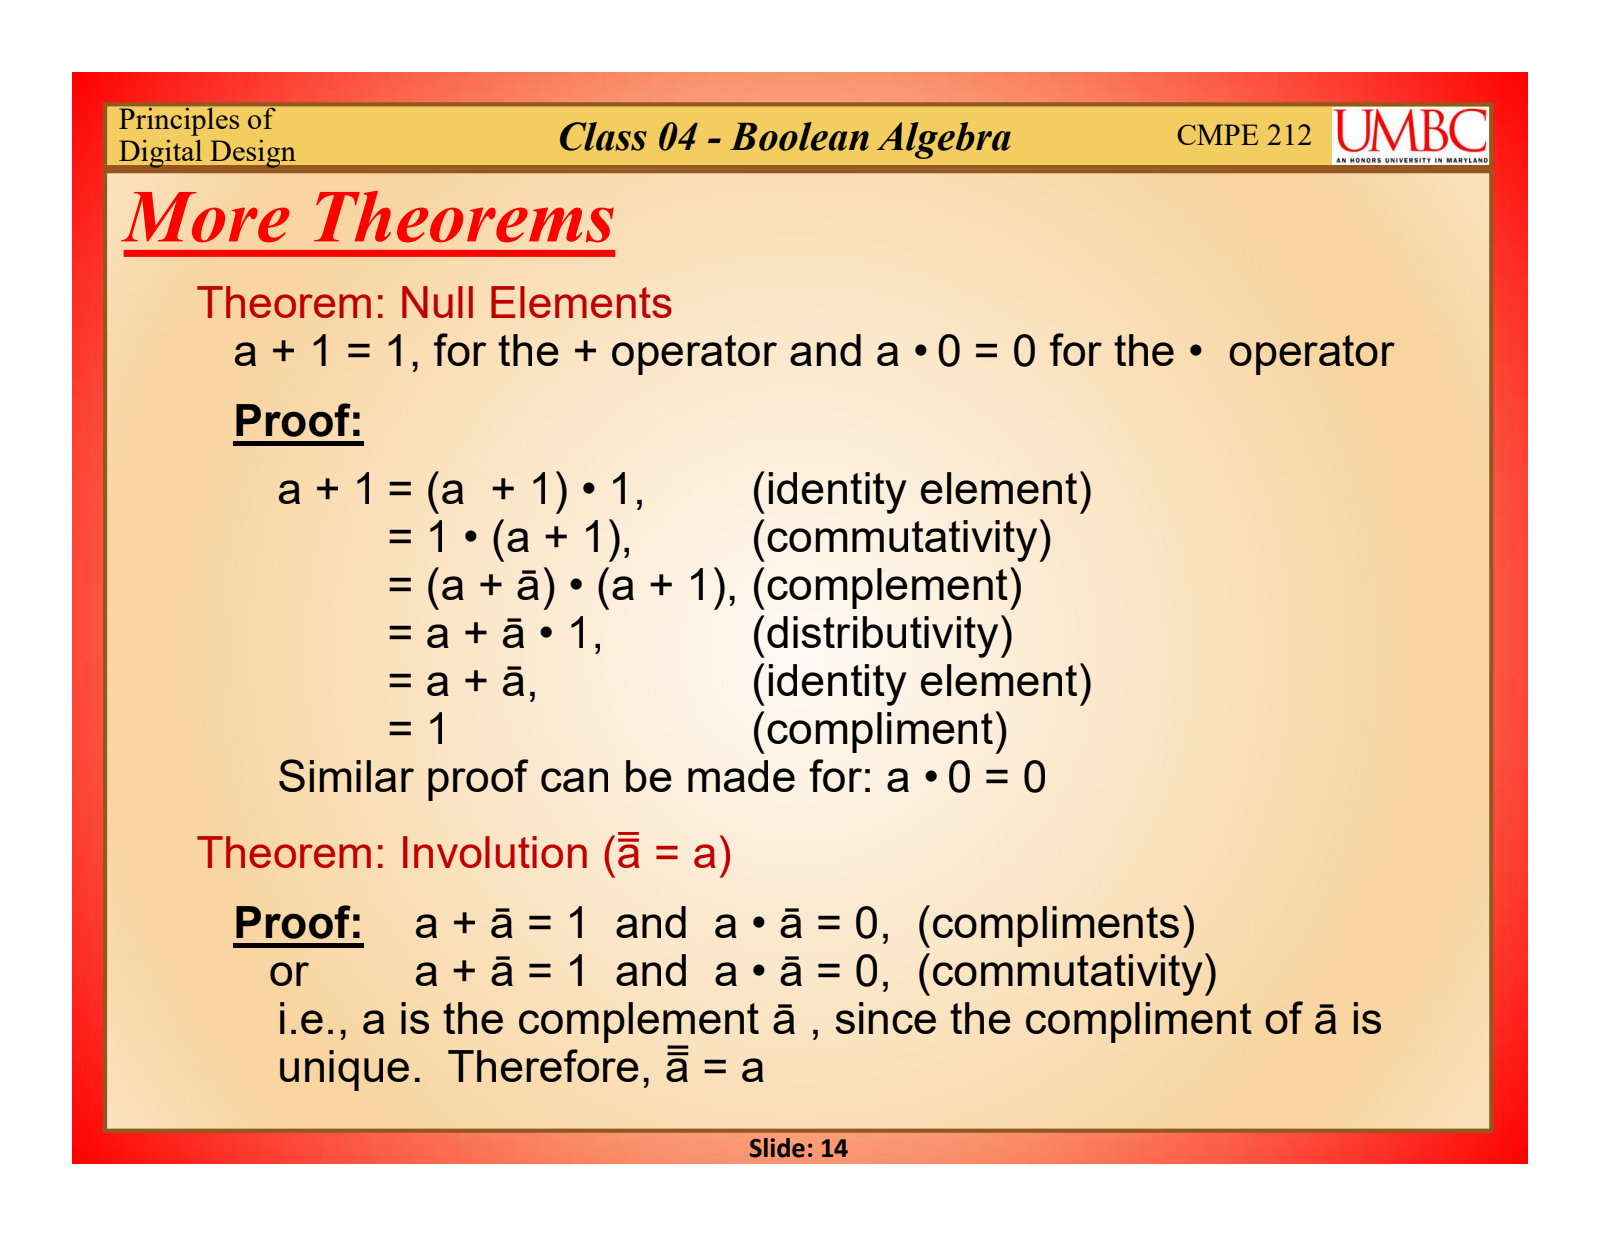 Principles of
Digital Design
Class 04 - Boolean Algebra
CMPE 212
UMBC
AN HONORS UNIVERSITY IN MARYLAND
More Theorems
Theorem: Null Elements
a + 1 = 1, for the + operator and a • 0 = 0 for the • operator
Proof:
a + 1 = (a + 1) • 1, (identity element)
= 1 • (a + 1), (commutativity)
= (a + ā) • (a + 1), (complement)
= a + ā • 1, (distributivity)
= a + ā, (identity element)
= 1 (compliment)
Similar proof can be made for: a • 0 = 0
Theorem: Involution (ā̿ = a)
Proof: a + ā = 1 and a • ā = 0, (compliments)
or a + ā = 1 and a • ā = 0, (commutativity)
i.e., a is the complement ā , since the compliment of ā is
unique. Therefore, ā̿ = a
Slide: 14